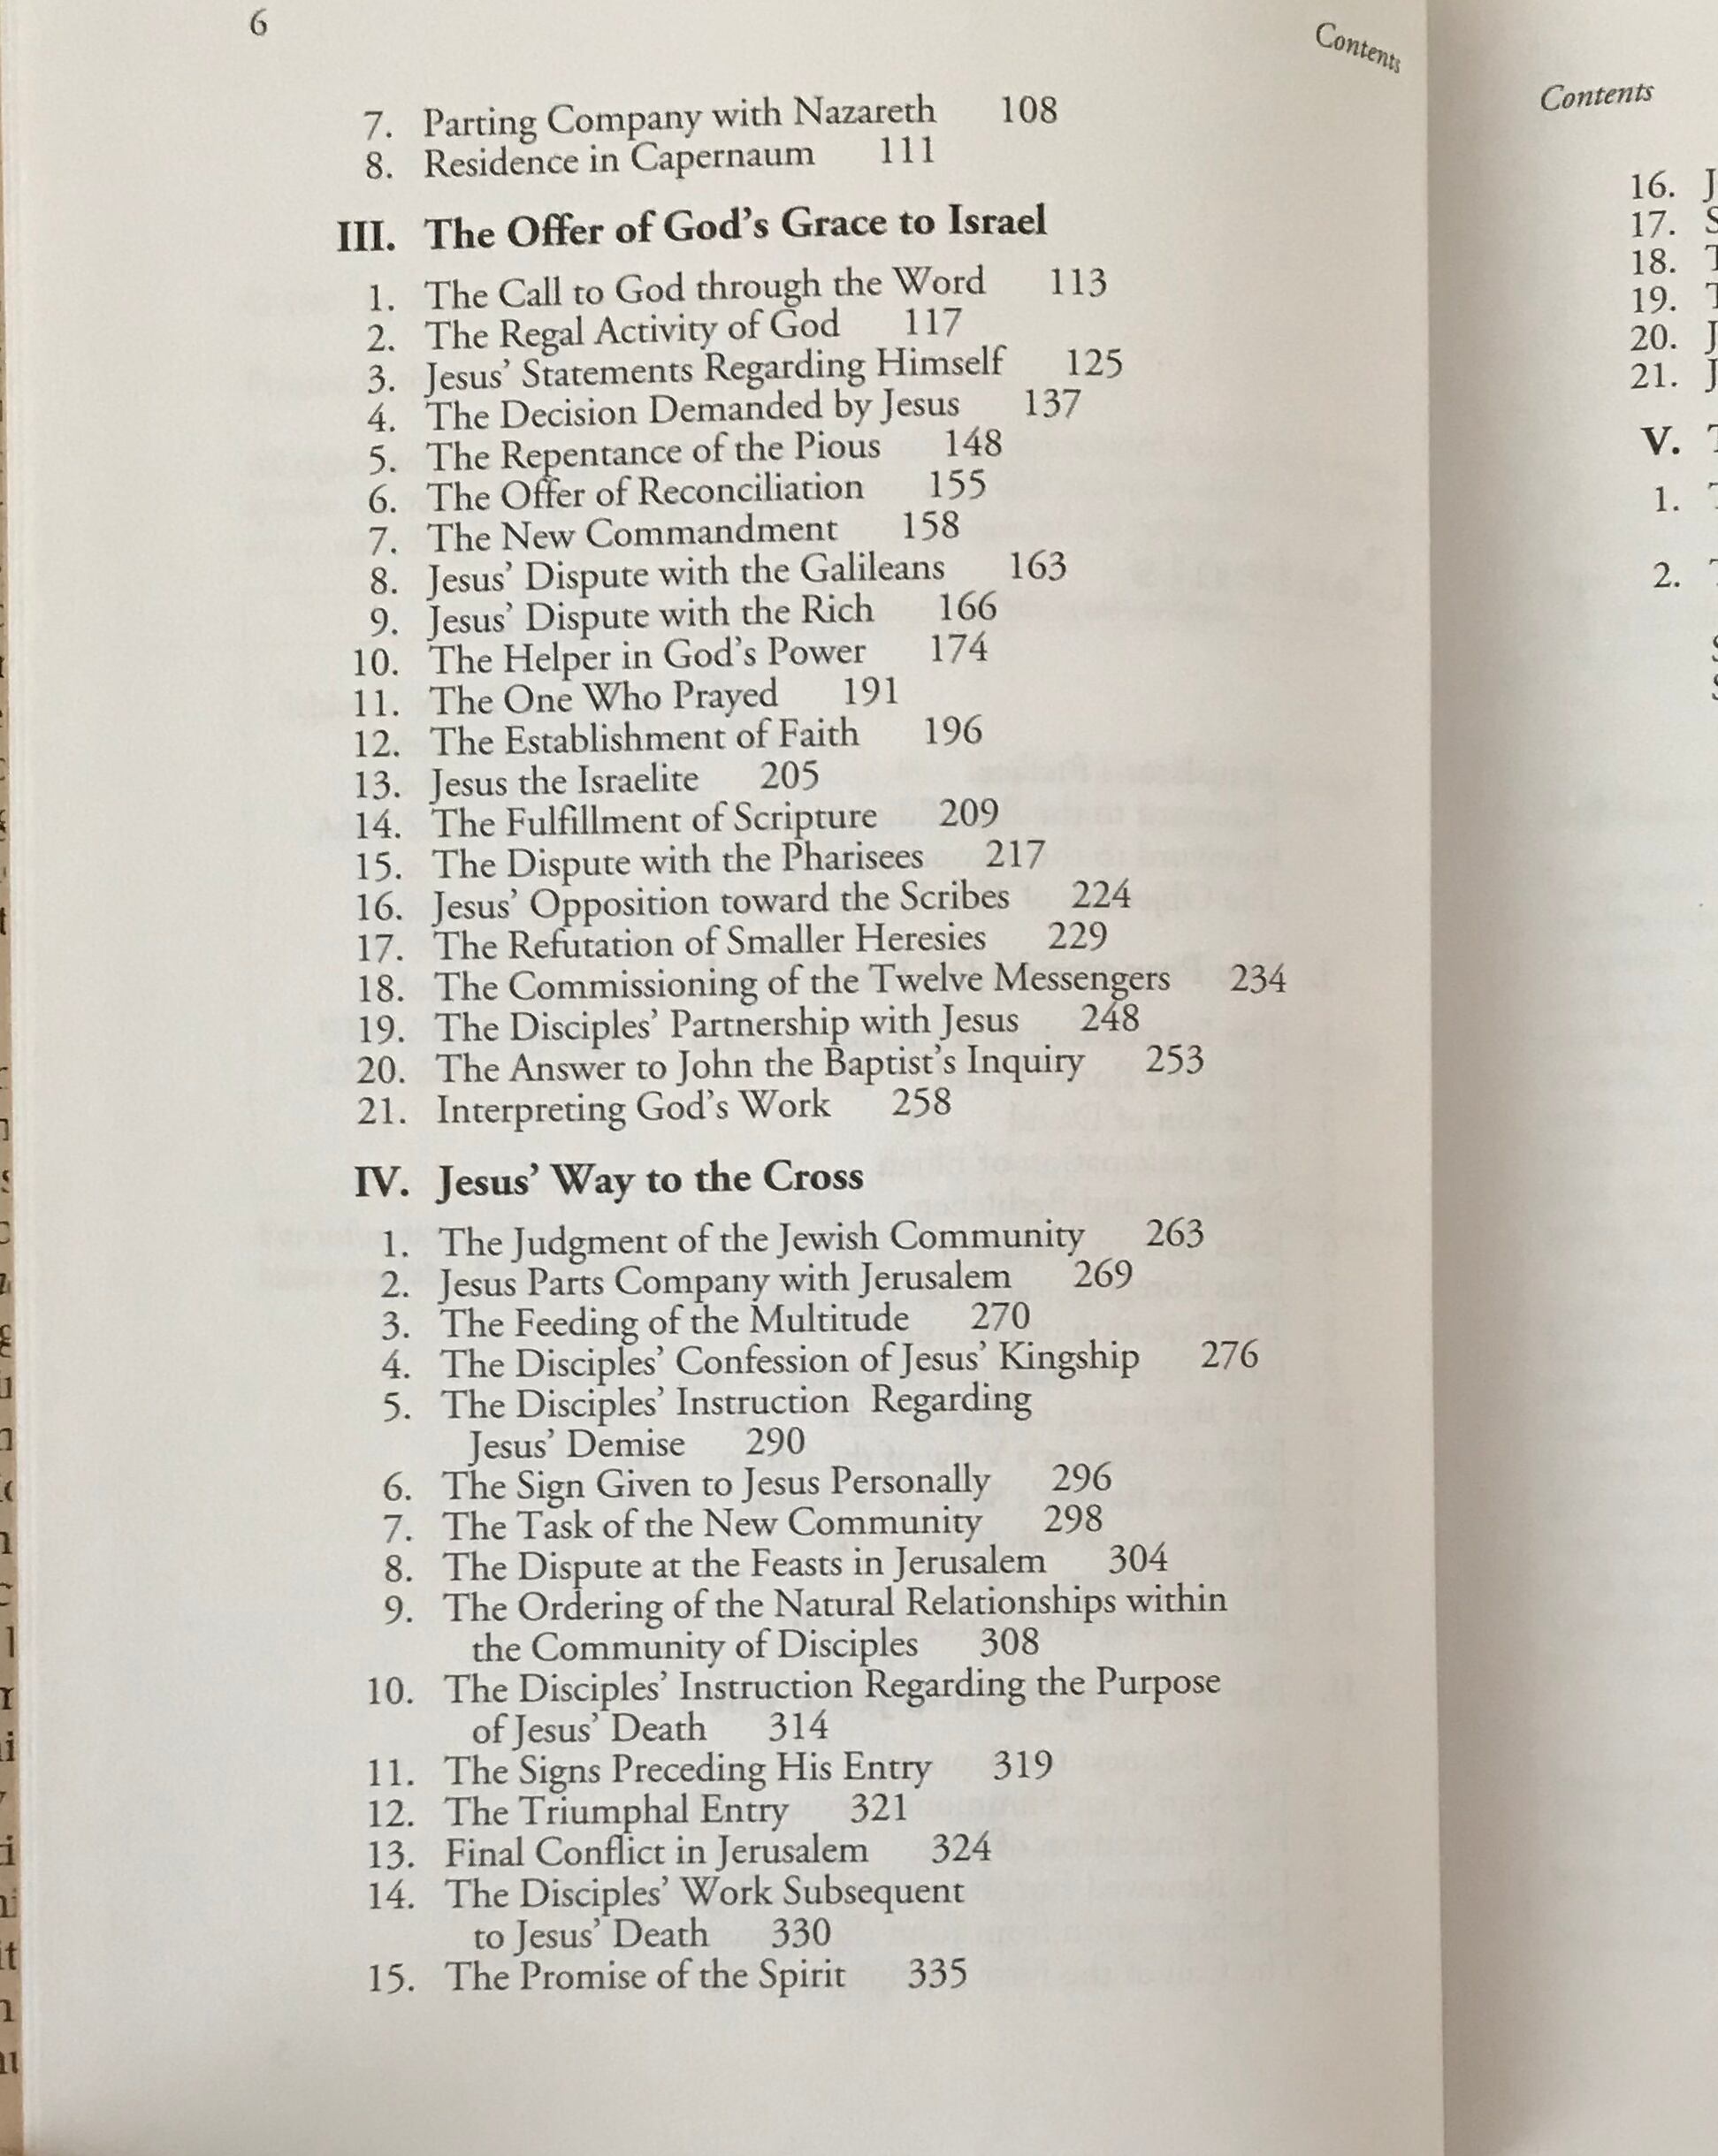 6
Contents
7. Parting Company with Nazareth 108
8. Residence in Capernaum 111
III. The Offer of God's Grace to Israel
1. The Call to God through the Word 113
2. The Regal Activity of God 117
3. Jesus' Statements Regarding Himself 125
4. The Decision Demanded by Jesus 137
5. The Repentance of the Pious 148
6. The Offer of Reconciliation 155
7. The New Commandment 158
8. Jesus' Dispute with the Galileans 163
9. Jesus' Dispute with the Rich 166
10. The Helper in God's Power 174
11. The One Who Prayed 191
12. The Establishment of Faith 196
13. Jesus the Israelite 205
14. The Fulfillment of Scripture 209
15. The Dispute with the Pharisees 217
16. Jesus' Opposition toward the Scribes 224
17. The Refutation of Smaller Heresies 229
18. The Commissioning of the Twelve Messengers 234
19. The Disciples' Partnership with Jesus 248
20. The Answer to John the Baptist's Inquiry 253
21. Interpreting God's Work 258
IV. Jesus' Way to the Cross
1. The Judgment of the Jewish Community 263
2. Jesus Parts Company with Jerusalem 269
3. The Feeding of the Multitude 270
4. The Disciples' Confession of Jesus' Kingship 276
5. The Disciples' Instruction Regarding
Jesus' Demise 290
6. The Sign Given to Jesus Personally 296
7. The Task of the New Community 298
8. The Dispute at the Feasts in Jerusalem 304
9. The Ordering of the Natural Relationships within
the Community of Disciples 308
10. The Disciples' Instruction Regarding the Purpose
of Jesus' Death 314
11. The Signs Preceding His Entry 319
12. The Triumphal Entry 321
13. Final Conflict in Jerusalem 324
14. The Disciples' Work Subsequent
to Jesus' Death 330
15. The Promise of the Spirit 335
Contents
16.
17.
18.
19.
20.
21.
V.
1.
2.